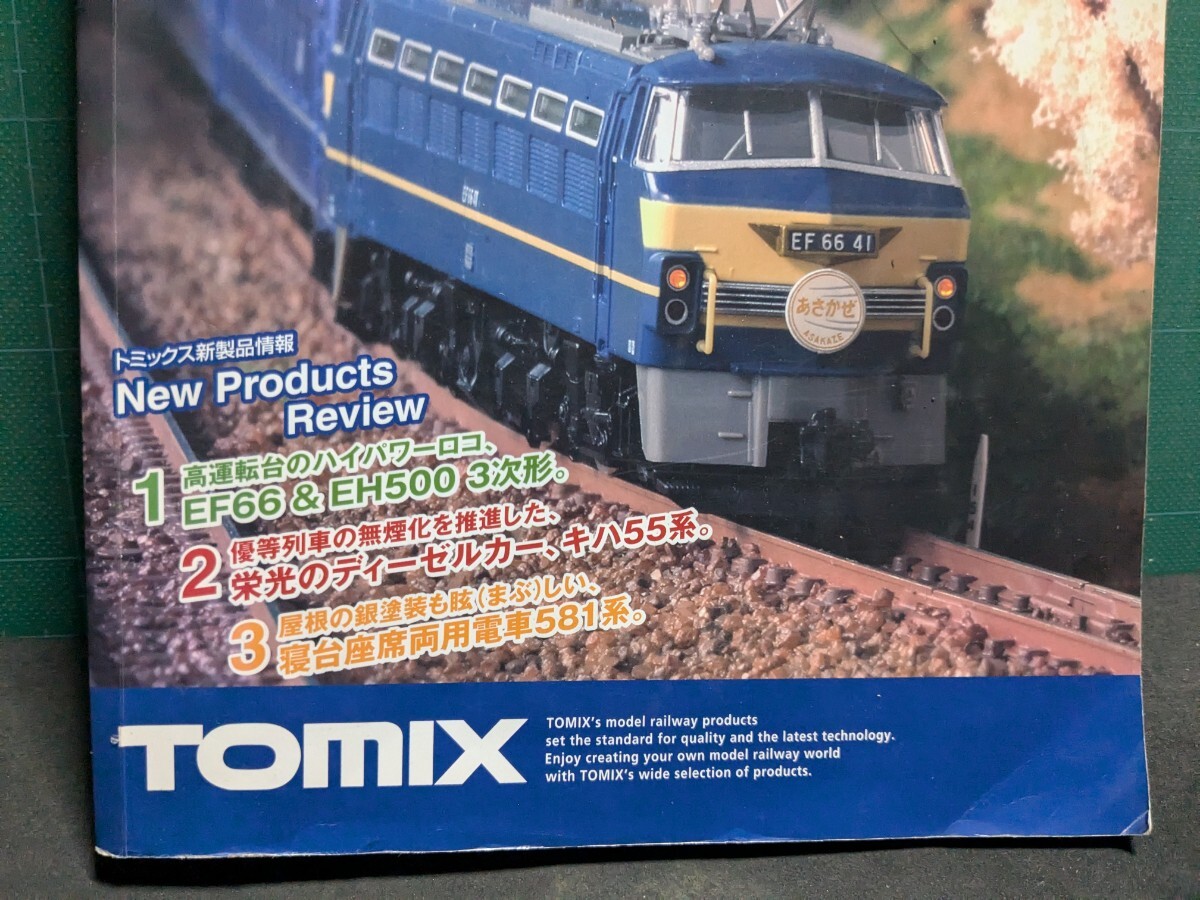 EF 66 41
あさかぜ
ASAKAZE
トミックス新製品情報
New Products
Review
1 高運転台のハイパワーロコ、
EF66 & EH500 3次形。
2 優等列車の無煙化を推進した、
栄光のディーゼルカー、キハ55系。
3 屋根の銀塗装も眩(まぶ)しい、
寝台座席両用電車581系。
TOMIX
TOMIX's model railway products
set the standard for quality and the latest technology.
Enjoy creating your own model railway world
with TOMIX's wide selection of products.